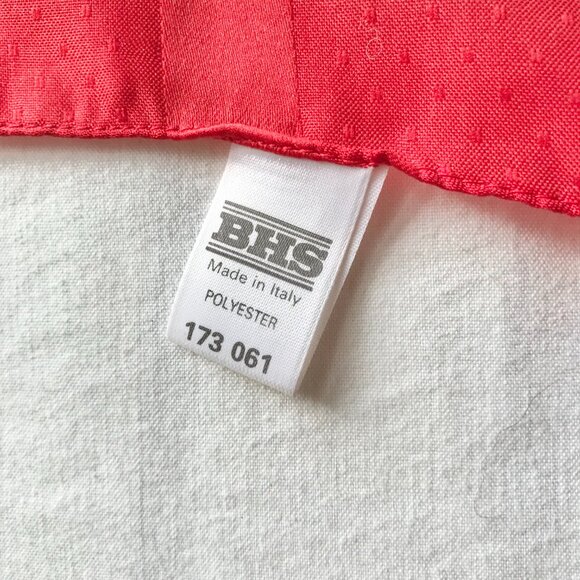 BHS
Made in Italy
POLYESTER
173 061